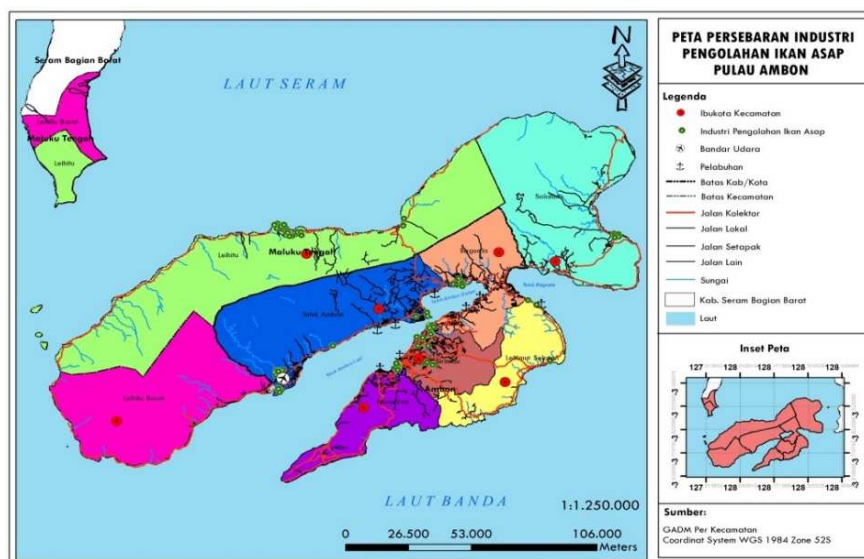 PETA PERSEBARAN INDUSTRI
PENGOLAHAN IKAN ASAP
PULAU AMBON
Legenda
Ibukota Kecamatan
Industri Pengolahan Ikan Asap
Bandar Udara
Pelabuhan
Batas Kab/Kota
Batas Kecamatan
Jalan Kolektor
Jalan Lokal
Jalan Setapak
Jalan Lain
Sungai
Kab. Seram Bagian Barat
Laut
Inset Peta
127 127 128 128 128 128
127 127 128 128 128 128
Sumber:
GADM Per Kecamatan
Coordinat System WGS 1984 Zone 52S
N
Seram Bagian Barat
LAUT SERAM
Leihitu Barat
Maluku Tengah
Leihitu
Salahutu
Leihitu
Maluku Tengah
Baguala
Teluk Ambon
Leitimur Selatan
Ambon
Leihitu Barat
LAUT BANDA
1:1.250.000
0 26.500 53.000 106.000
Meters